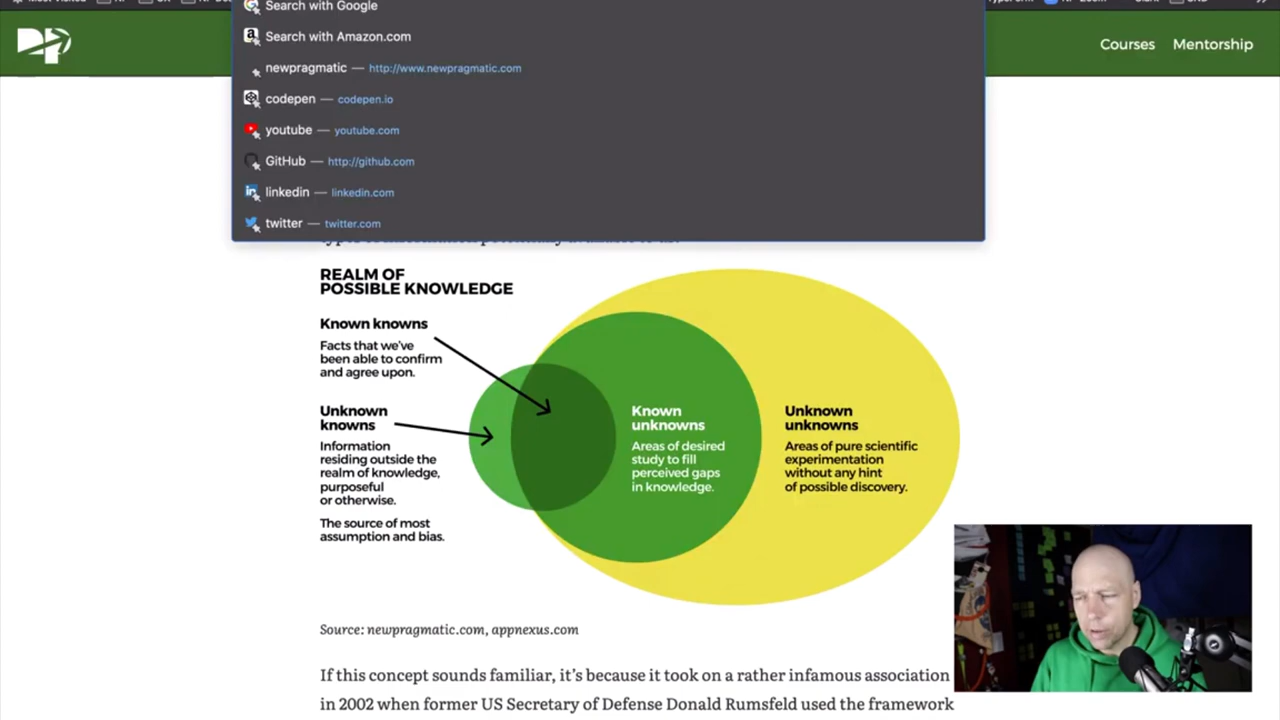 Search with Google
Search with Amazon.com
newpragmatic — http://www.newpragmatic.com
codepen — codepen.io
youtube — youtube.com
GitHub — http://github.com
linkedin — linkedin.com
twitter — twitter.com
Courses Mentorship
REALM OF
POSSIBLE KNOWLEDGE
Known knowns
Facts that we've
been able to confirm
and agree upon.
Unknown
knowns
Information
residing outside the
realm of knowledge,
purposeful
or otherwise.
The source of most
assumption and bias.
Known
unknowns
Areas of desired
study to fill
perceived gaps
in knowledge.
Unknown
unknowns
Areas of pure scientific
experimentation
without any hint
of possible discovery.
Source: newpragmatic.com, appnexus.com
If this concept sounds familiar, it's because it took on a rather infamous association
in 2002 when former US Secretary of Defense Donald Rumsfeld used the framework